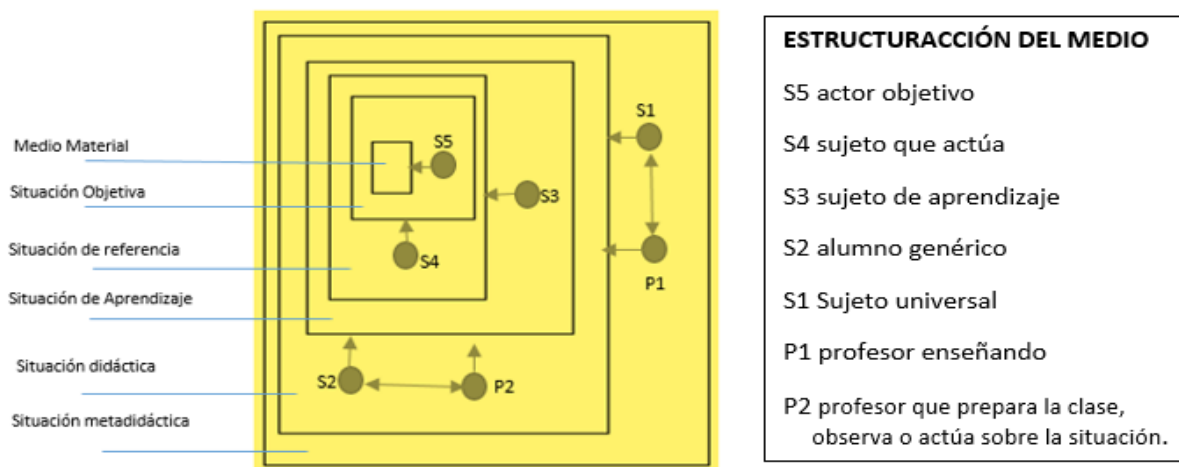 Medio Material
Situación Objetiva
Situación de referencia
Situación de Aprendizaje
Situación didáctica
Situación metadidáctica
S5
S3
S4
S1
P1
S2
P2
ESTRUCTURACCIÓN DEL MEDIO
S5 actor objetivo
S4 sujeto que actúa
S3 sujeto de aprendizaje
S2 alumno genérico
S1 Sujeto universal
P1 profesor enseñando
P2 profesor que prepara la clase,
observa o actúa sobre la situación.